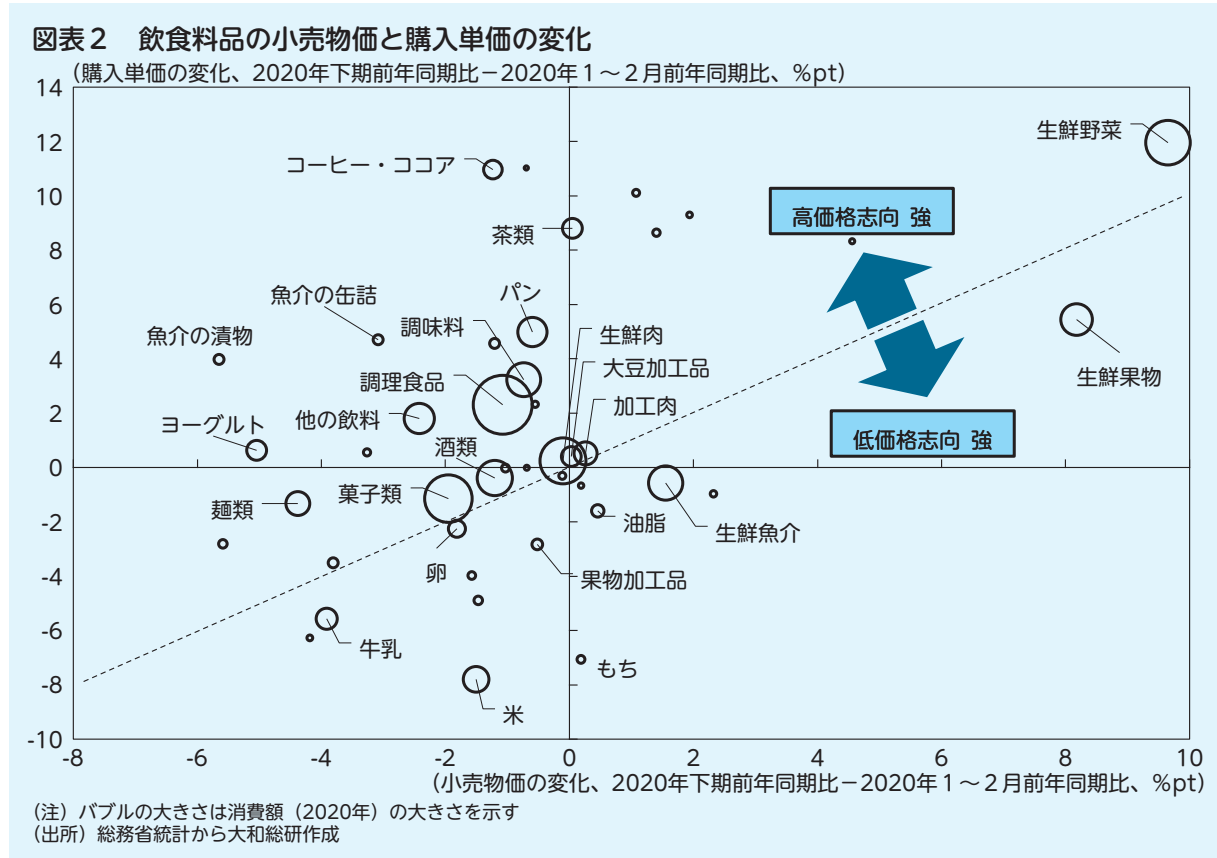 図表２　飲食料品の小売物価と購入単価の変化
（購入単価の変化、2020年下期前年同期比－2020年１～２月前年同期比、%pt）
14
12
10
8
6
4
2
0
-2
-4
-6
-8
-10
生鮮野菜
コーヒー・ココア
高価格志向 強
茶類
魚介の缶詰
パン
魚介の漬物
調味料
生鮮肉
大豆加工品
調理食品
加工肉
生鮮果物
ヨーグルト
他の飲料
酒類
低価格志向 強
麺類
菓子類
油脂
生鮮魚介
卵
果物加工品
牛乳
もち
米
-8
-6
-4
-2
0
2
4
6
8
10
（小売物価の変化、2020年下期前年同期比－2020年１～２月前年同期比、%pt）
（注）バブルの大きさは消費額（2020年）の大きさを示す
（出所）総務省統計から大和総研作成